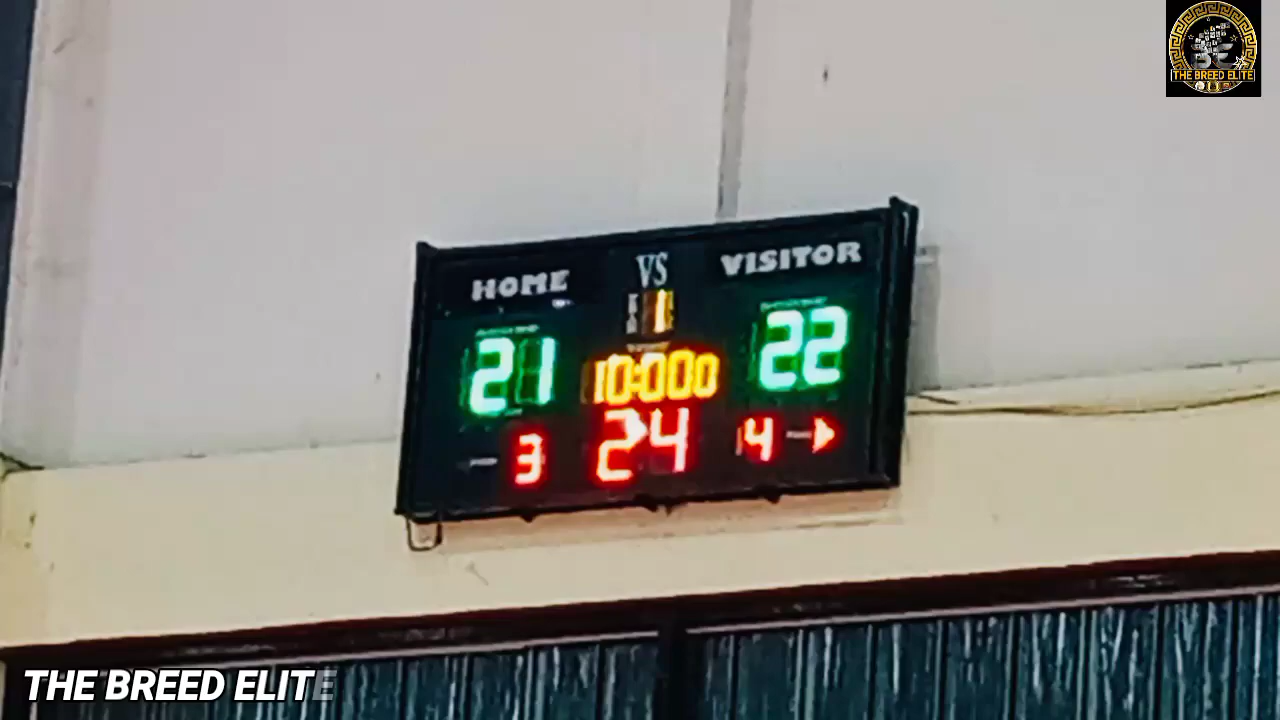 THE BREED ELITE
HOME VS VISITOR
1
21 10:000 22
3 24 4
THE BREED ELITE